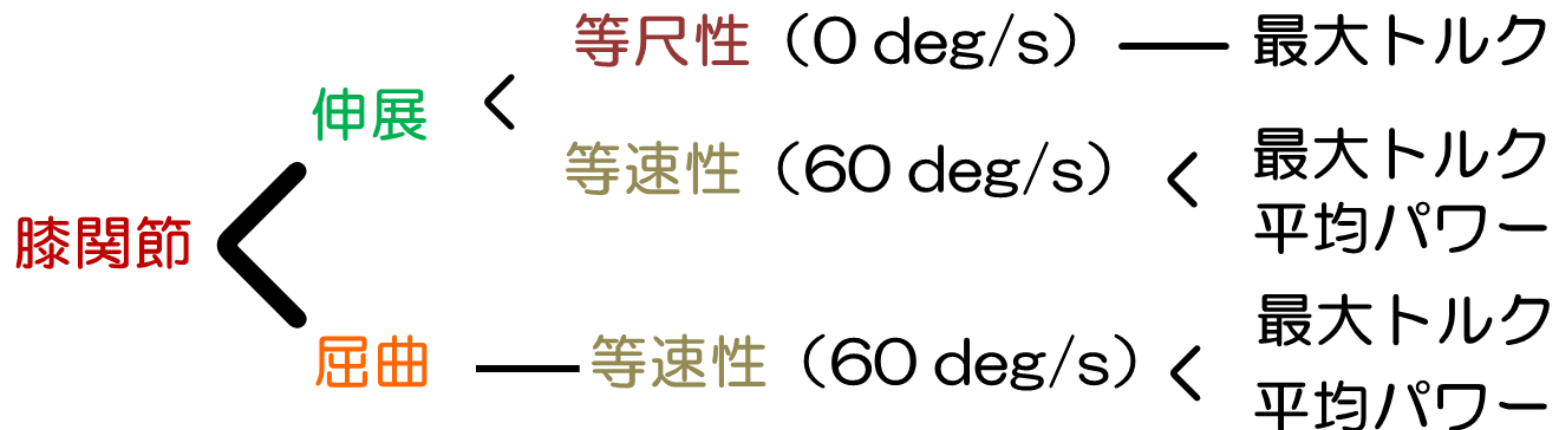 等尺性（0 deg/s） 最大トルク
伸展
等速性（60 deg/s） 最大トルク
平均パワー
膝関節
屈曲 等速性（60 deg/s） 最大トルク
平均パワー